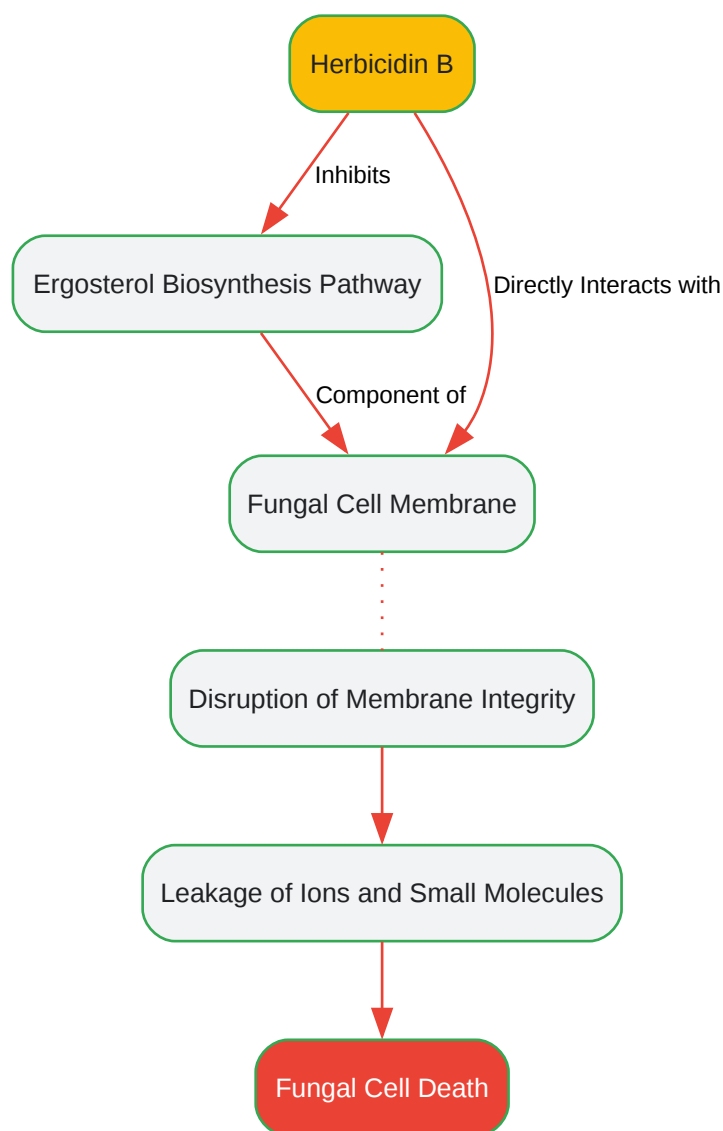 Herbicidin B
Inhibits
Ergosterol Biosynthesis Pathway
Directly Interacts with
Component of
Fungal Cell Membrane
Disruption of Membrane Integrity
Leakage of Ions and Small Molecules
Fungal Cell Death